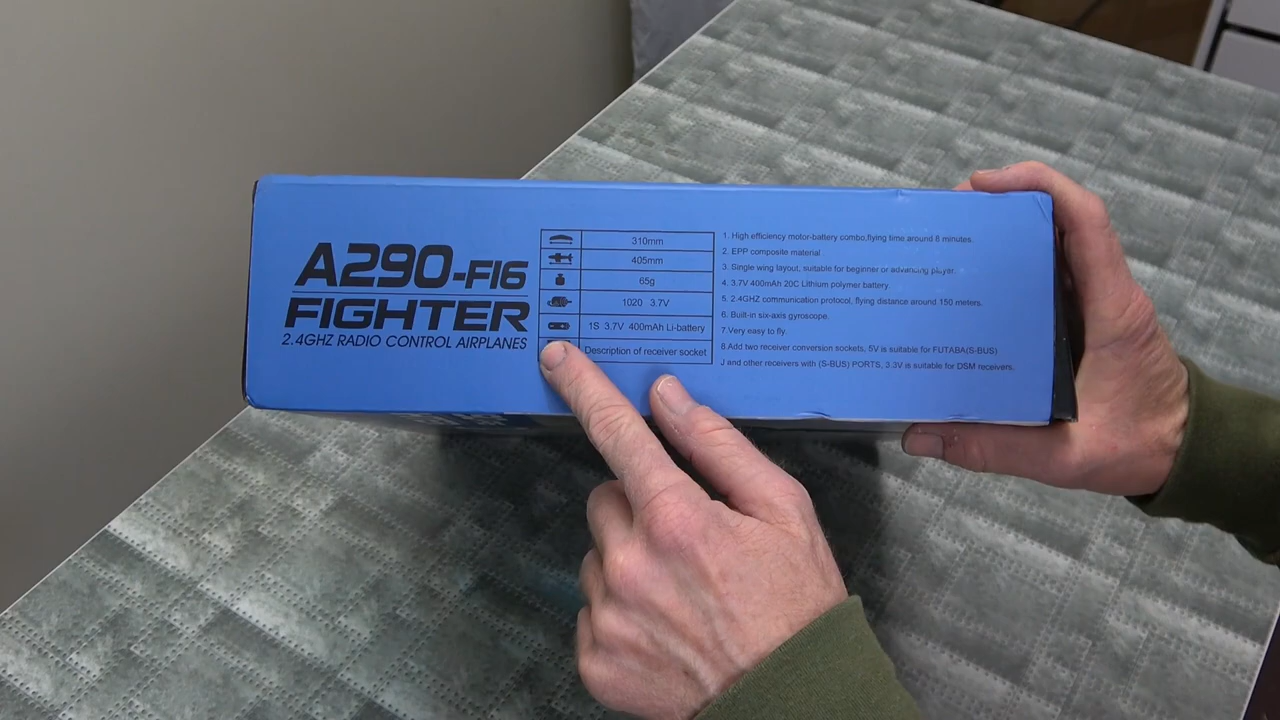 A290-F16
FIGHTER
2.4GHZ RADIO CONTROL AIRPLANES
310mm
405mm
65g
1020 3.7V
1S 3.7V 400mAh Li-battery
Description of receiver socket
1. High efficiency motor-battery combo,flying time around 8 minutes.
2. EPP composite material
3. Single wing layout, suitable for beginner or advancing player.
4. 3.7V 400mAh 20C Lithium polymer battery
5. 2.4GHZ communication protocol, flying distance around 150 meters.
6. Built-in six-axis gyroscope.
7.Very easy to fly.
8.Add two receiver conversion sockets, 5V is suitable for FUTABA(S-BUS)
J and other receivers with (S-BUS) PORTS, 3.3V is suitable for DSM receivers.